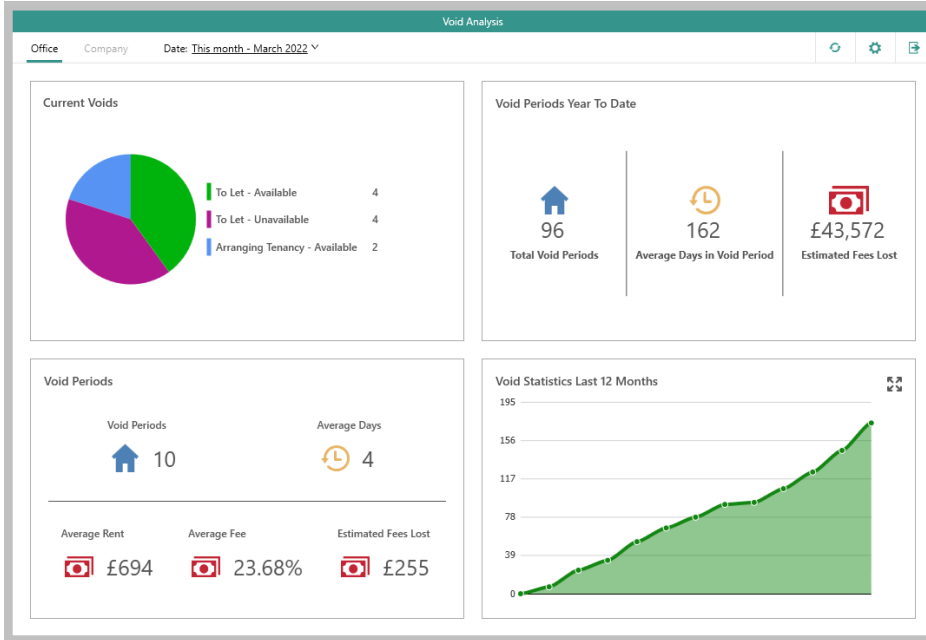 Void Analysis
Office Company Date: This month - March 2022
Current Voids
To Let - Available 4
To Let - Unavailable 4
Arranging Tenancy - Available 2
Void Periods Year To Date
96 162 £43,572
Total Void Periods Average Days in Void Period Estimated Fees Lost
Void Periods
Void Periods Average Days
10 4
Average Rent Average Fee Estimated Fees Lost
£694 23.68% £255
Void Statistics Last 12 Months
195
156
117
78
39
0